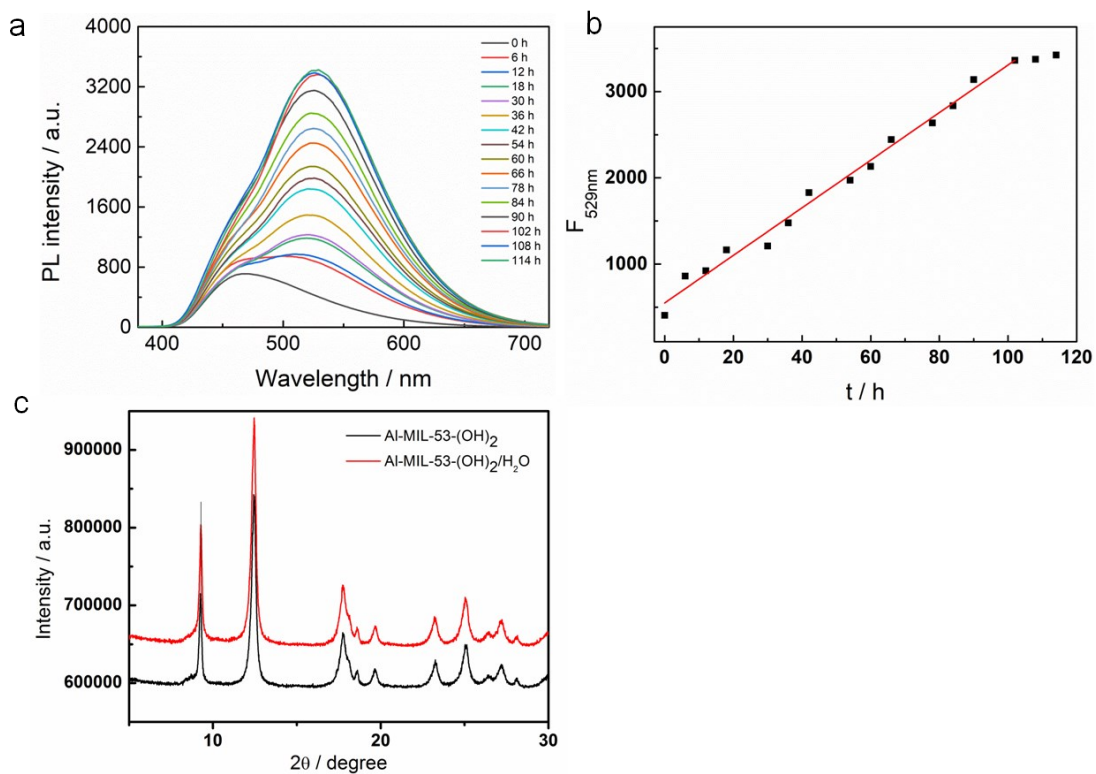 a
4000
3200
2400
1600
800
0
400
500
600
700
PL intensity / a.u.
Wavelength / nm
0 h
6 h
12 h
18 h
30 h
36 h
42 h
54 h
60 h
66 h
78 h
84 h
90 h
102 h
108 h
114 h
b
3000
2000
1000
0
20
40
60
80
100
120
F529nm
t / h
c
900000
800000
700000
600000
10
20
30
Intensity / a.u.
2θ / degree
Al-MIL-53-(OH)2
Al-MIL-53-(OH)2/H2O